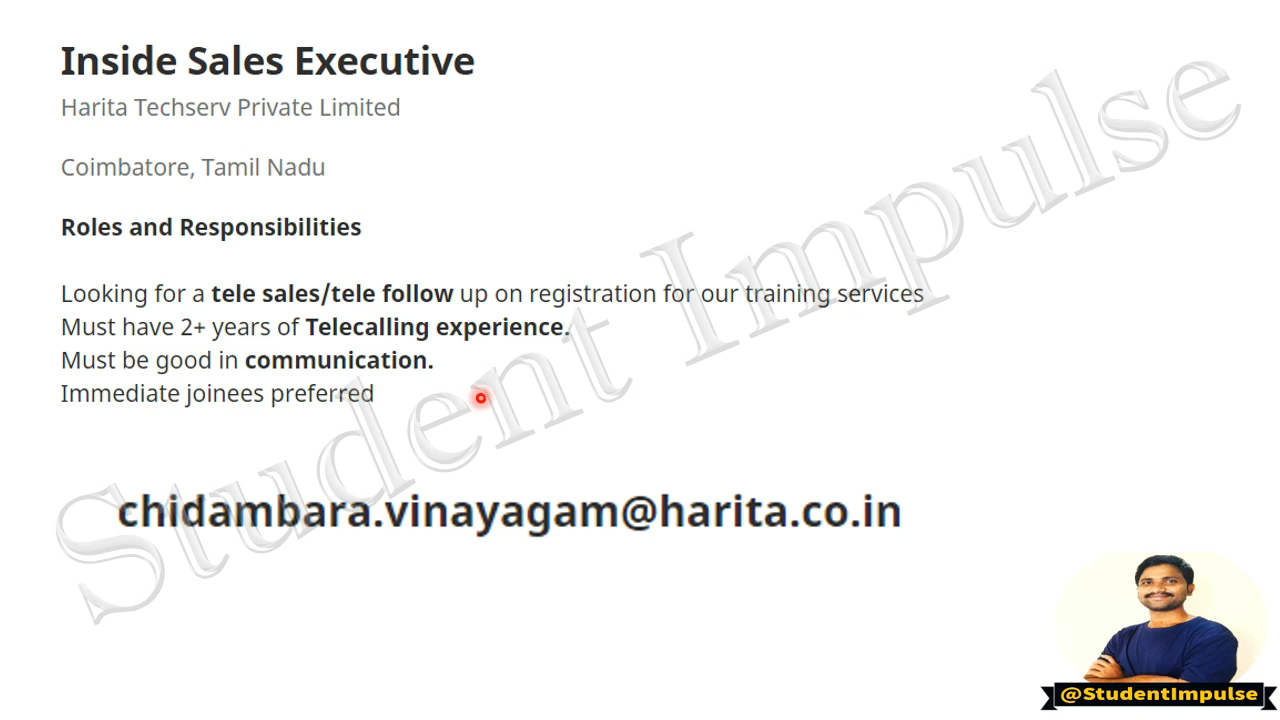 Inside Sales Executive
Harita Techserv Private Limited
Coimbatore, Tamil Nadu
Roles and Responsibilities
Looking for a tele sales/tele follow up on registration for our training services
Must have 2+ years of Telecalling experience.
Must be good in communication.
Immediate joinees preferred
Student Impulse
chidambara.vinayagam@harita.co.in
@StudentImpulse